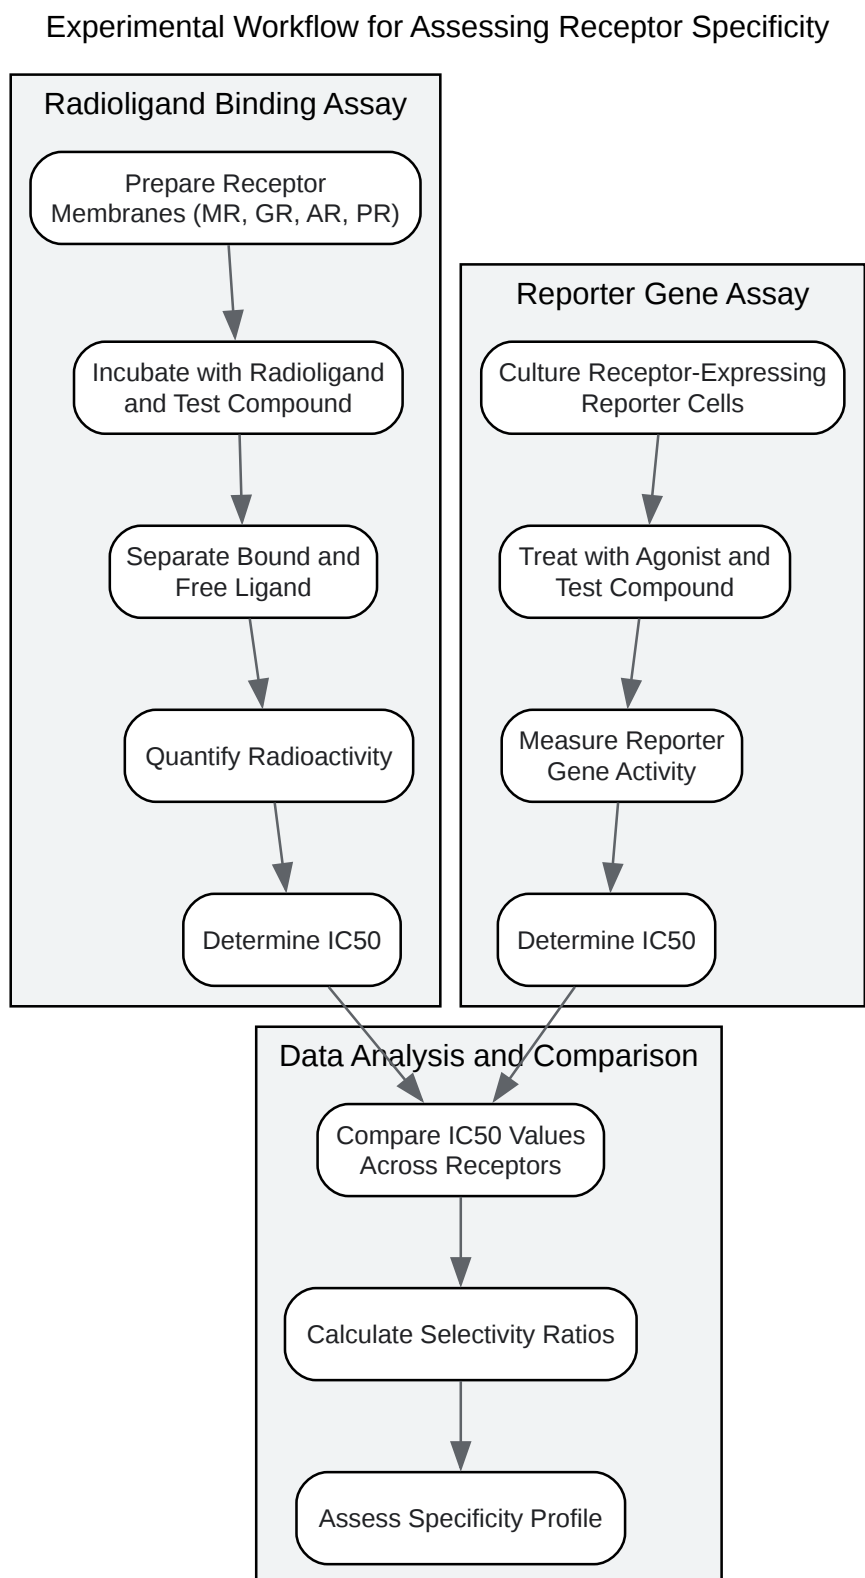 Experimental Workflow for Assessing Receptor Specificity
Radioligand Binding Assay
Prepare Receptor
Membranes (MR, GR, AR, PR)
Incubate with Radioligand
and Test Compound
Separate Bound and
Free Ligand
Quantify Radioactivity
Determine IC50
Reporter Gene Assay
Culture Receptor-Expressing
Reporter Cells
Treat with Agonist and
Test Compound
Measure Reporter
Gene Activity
Determine IC50
Data Analysis and Comparison
Compare IC50 Values
Across Receptors
Calculate Selectivity Ratios
Assess Specificity Profile